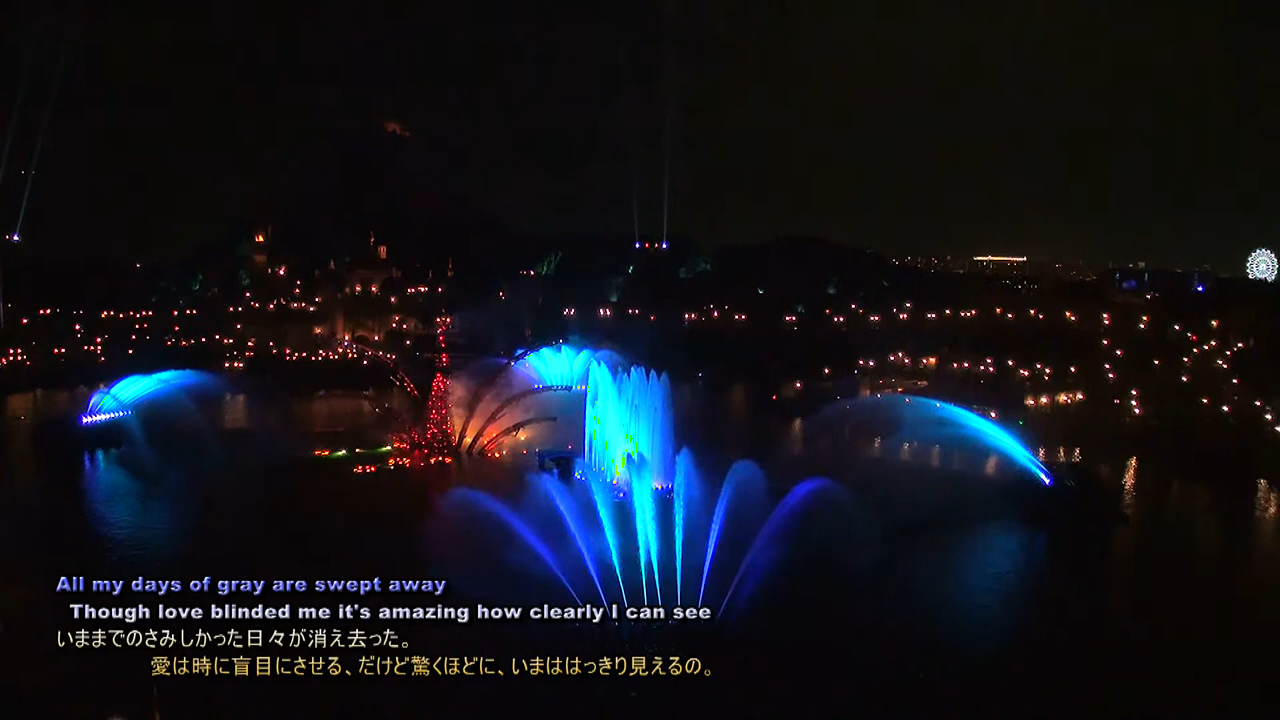 All my days of gray are swept away
Though love blinded me it's amazing how clearly I can see
いままでのさみしかった日々が消え去った。
愛は時に盲目にさせる、だけど驚くほどに、いまははっきり見えるの。